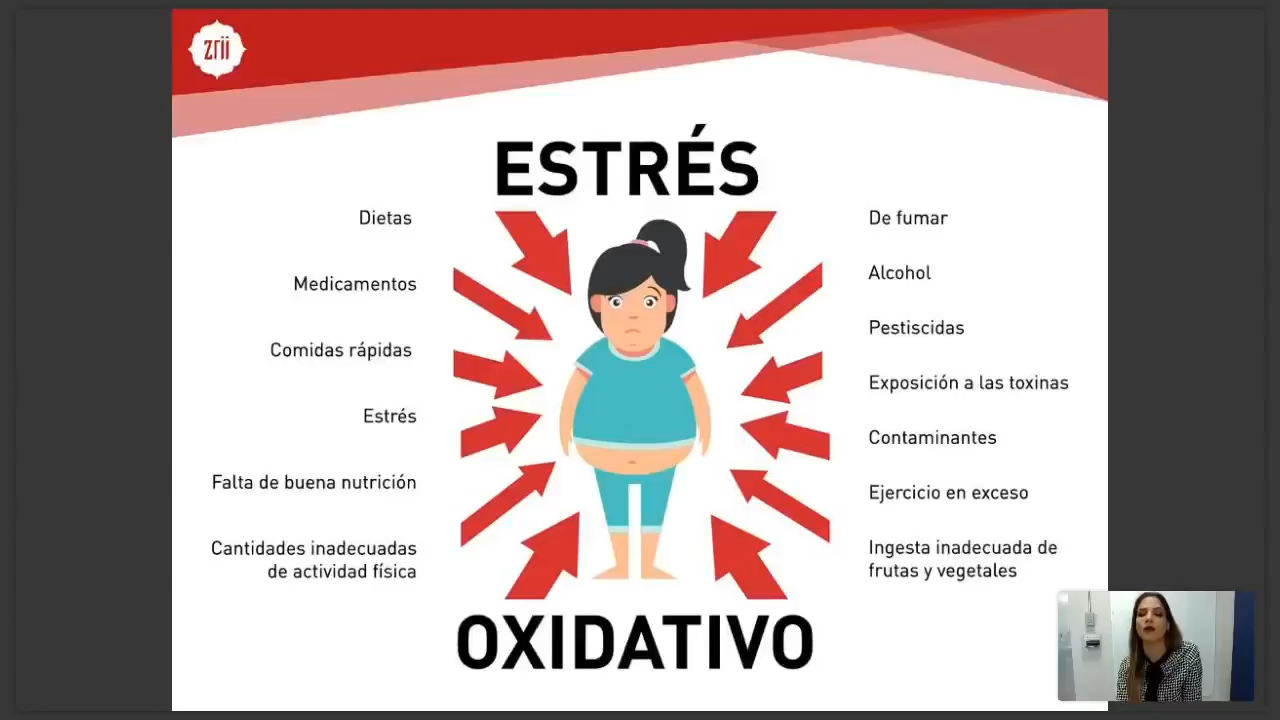 zrii
ESTRÉS
Dietas
Medicamentos
Comidas rápidas
Estrés
Falta de buena nutrición
Cantidades inadecuadas
de actividad física
De fumar
Alcohol
Pestiscidas
Exposición a las toxinas
Contaminantes
Ejercicio en exceso
Ingesta inadecuada de
frutas y vegetales
OXIDATIVO